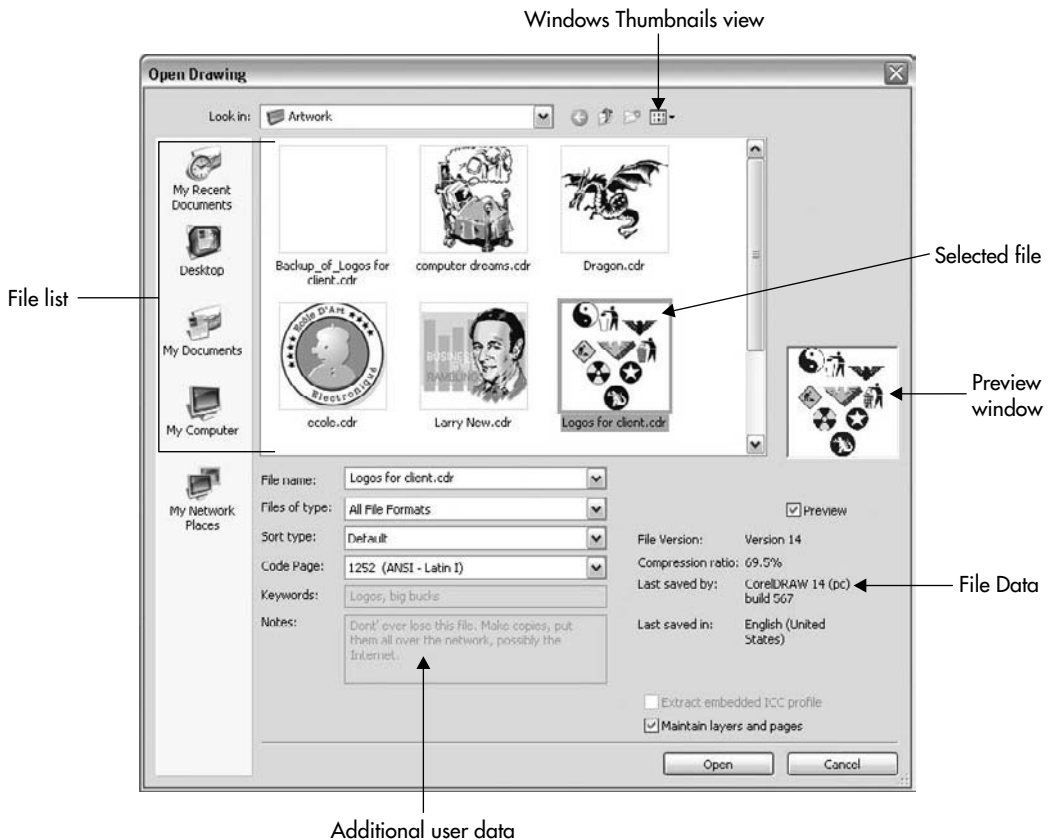 Windows Thumbnails view
Open Drawing
Look in:
Artwork
My Recent
Documents
Desktop
My Documents
My Computer
My Network
Places
File list
Backup_of_Logos for
client.cdr
computer dreams.cdr
Dragon.cdr
Ecole D'Art
Electronique
BUSINESS
RAMBLING
ecole.cdr
Larry New.cdr
Logos for client.cdr
Selected file
Preview
window
File name:
Logos for client.cdr
Files of type:
All File Formats
Sort type:
Default
Code Page:
1252 (ANSI - Latin I)
Keywords:
Logos, big bucks
Notes:
Dont' ever lose this file. Make copies, put
them all over the network, possibly the
Internet.
Preview
File Version: Version 14
Compression ratio: 69.5%
Last saved by: CorelDRAW 14 (pc)
build 567
Last saved in: English (United
States)
File Data
Extract embedded ICC profile
Maintain layers and pages
Open
Cancel
Additional user data